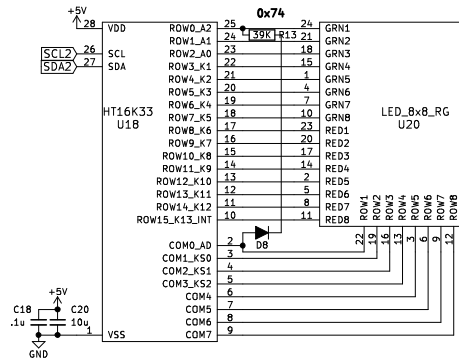 +5V
0x74
28 VDD ROW0_A2 25 24 GRN1
39K R13
ROW1_A1 24 21 GRN2
SCL2 26 SCL ROW2_A0 23 18 GRN3
SDA2 27 SDA ROW3_K1 22 15 GRN4
ROW4_K2 21 1 GRN5
ROW5_K3 20 4 GRN6
ROW6_K4 19 7 GRN7
HT16K33 ROW7_K5 18 10 GRN8 LED_8x8_RG
U18 ROW8_K6 17 23 RED1 U20
ROW9_K7 16 20 RED2
ROW10_K8 15 17 RED3
ROW11_K9 14 14 RED4
ROW12_K10 13 2 RED5
ROW13_K11 12 5 RED6
ROW14_K12 11 8 RED7
ROW15_K13_INT 10 11 RED8
ROW1 ROW2 ROW3 ROW4 ROW5 ROW6 ROW7 ROW8
22 19 16 13 3 6 9 12
COM0_AD 2 D8
COM1_KS0 3
COM2_KS1 4
COM3_KS2 5
COM4 6
COM5 7
COM6 8
VSS COM7 9
+5V
C18 C20
.1u 10u 1
GND